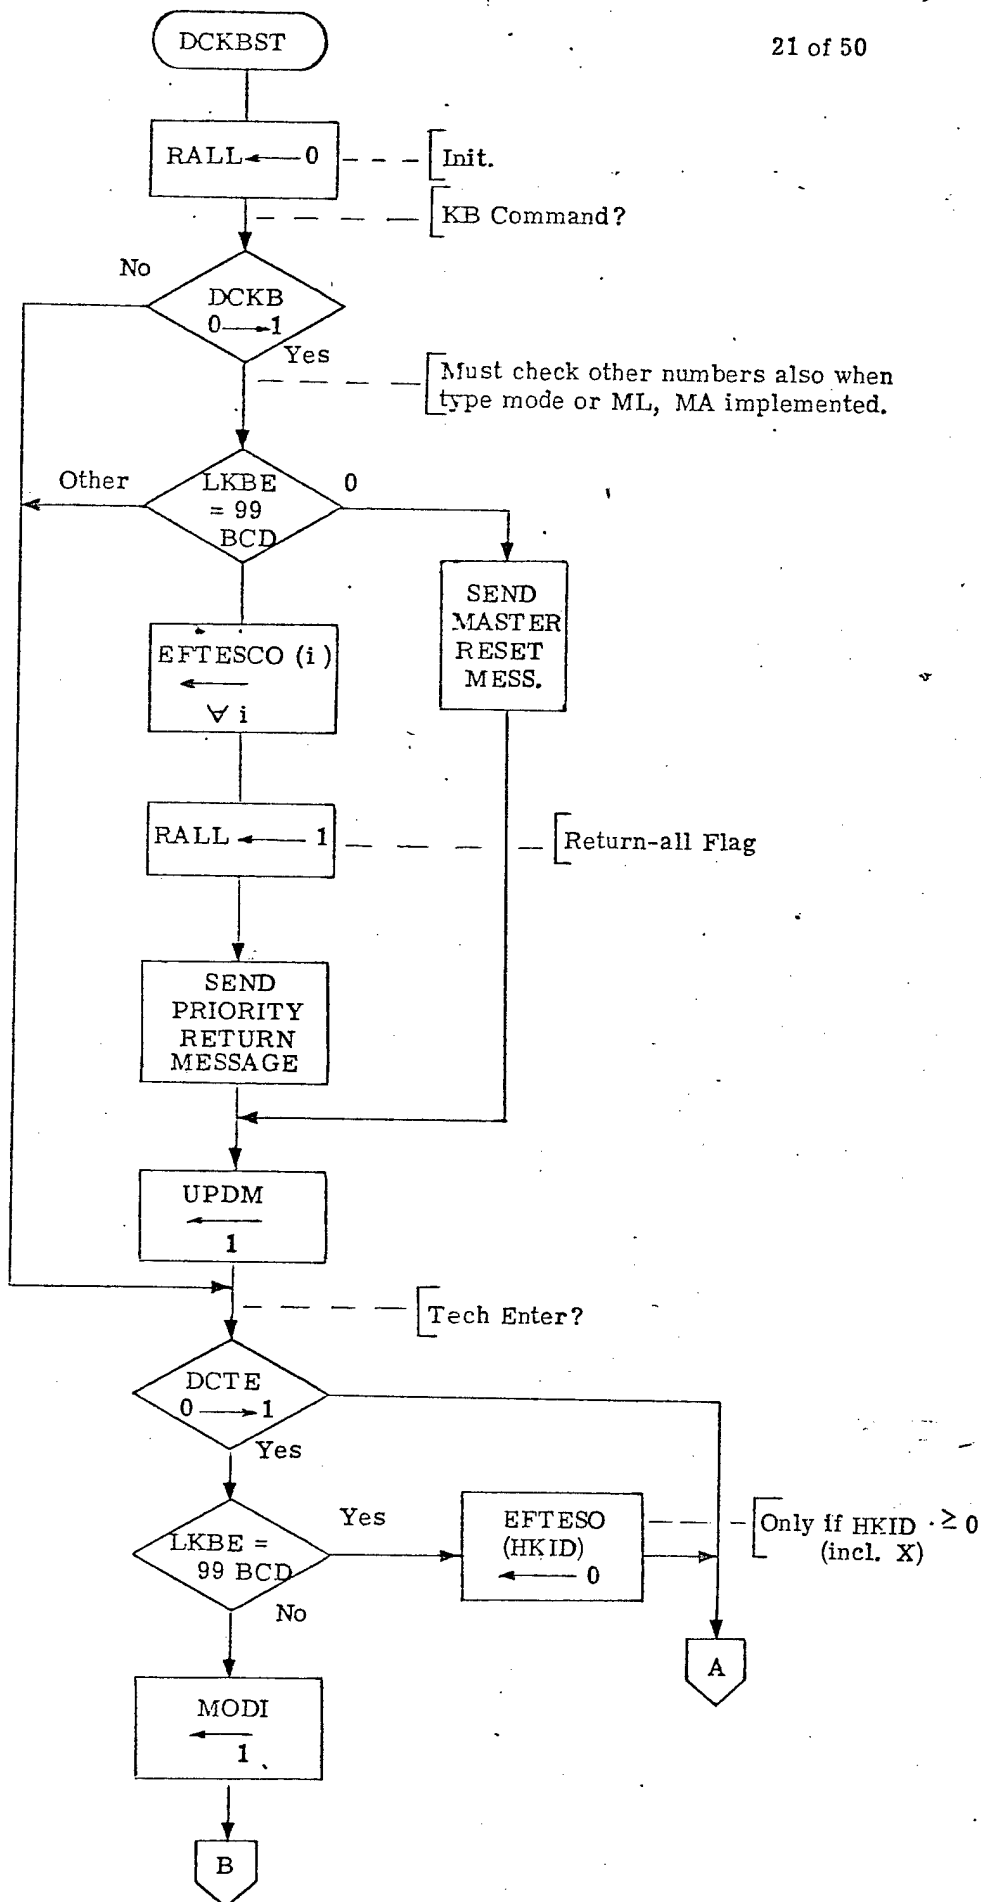 DCKBST
21 of 50
RALL ← 0
Init.
KB Command?
No
DCKB
0 → 1
Yes
Must check other numbers also when
type mode or ML, MA implemented.
Other
LKBE
= 99
BCD
0
SEND
MASTER
RESET
MESS.
EFTESCO (i)
←
∀ i
RALL ← 1
Return-all Flag
SEND
PRIORITY
RETURN
MESSAGE
UPDM
←
1
Tech Enter?
DCTE
0 → 1
Yes
LKBE =
99 BCD
Yes
EFTESO
(HKID)
← 0
Only if HKID ≥ 0
(incl. X)
No
A
MODI
←
1
B